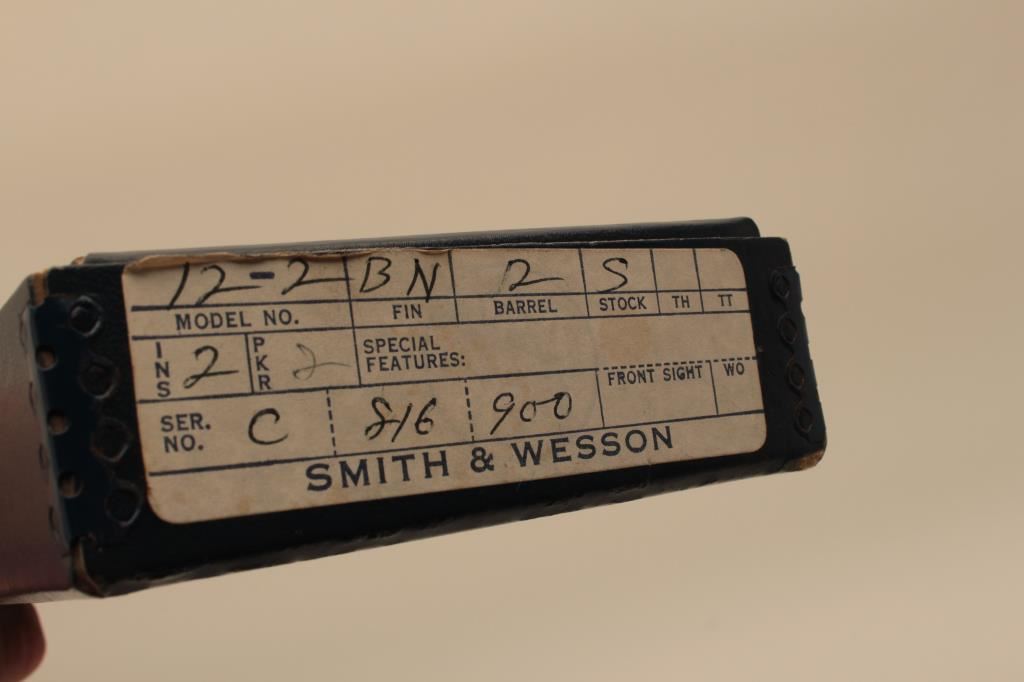 12-2 BN 2 S
MODEL NO. FIN BARREL STOCK TH TT
INS 2 PKR 2 SPECIAL FEATURES:
FRONT SIGHT WO
SER. NO. C 816 900
SMITH & WESSON